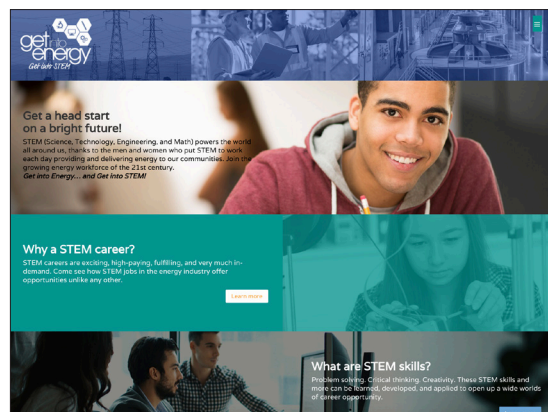 get into
energy
Get into STEM
Get a head start
on a bright future!
STEM (Science, Technology, Engineering, and Math) powers the world
all around us, thanks to the men and women who put STEM to work
each day providing and delivering energy to our communities. Join the
growing energy workforce of the 21st century.
Get into Energy... and Get into STEM!
Why a STEM career?
STEM careers are exciting, high-paying, fulfilling, and very much in-
demand. Come see how STEM jobs in the energy industry offer
opportunities unlike any other.
Learn more
What are STEM skills?
Problem solving. Critical thinking. Creativity. These STEM skills and
more can be learned, developed, and applied to open up a wide worlds
of career opportunity.